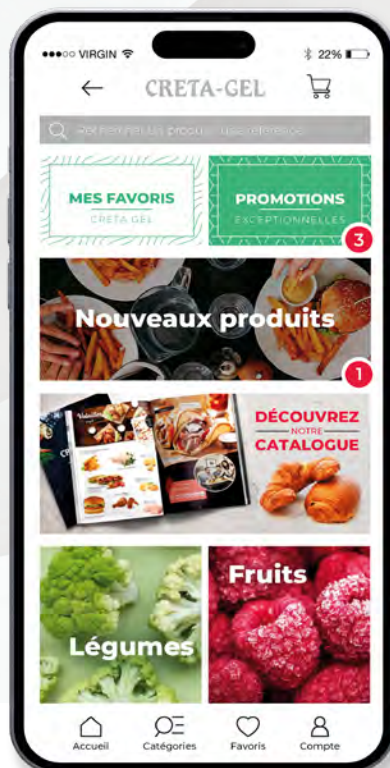 VIRGIN
22%
CRETA-GEL
MES FAVORIS
CRETA GEL
PROMOTIONS
EXCEPTIONNELLES
3
Nouveaux produits
1
DÉCOUVREZ
NOTRE
CATALOGUE
Légumes
Fruits
Accueil
Catégories
Favoris
Compte